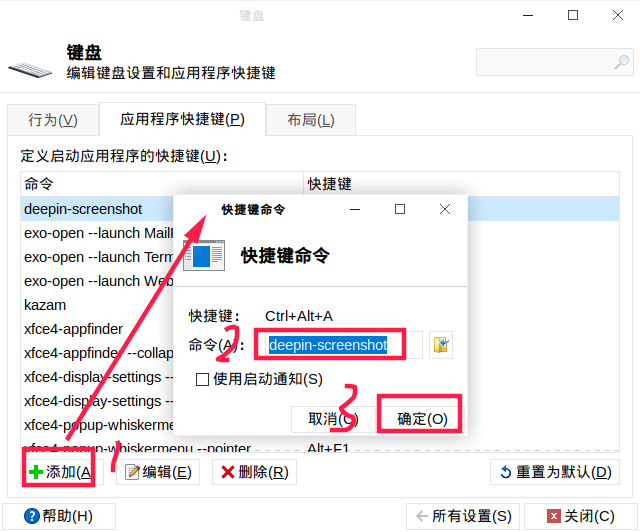 键盘
键盘
编辑键盘设置和应用程序快捷键
行为(V)
应用程序快捷键(P)
布局(L)
定义启动应用程序的快捷键(U):
命令
快捷键
deepin-screenshot
exo-open --launch Mail
exo-open --launch Term
exo-open --launch Web
kazam
xfce4-appfinder
xfce4-appfinder --collap
xfce4-display-settings --
xfce4-display-settings --
xfce4-popup-whiskerme
xfce4-popup-whiskermenu --pointer
Alt+F1
快捷键命令
快捷键命令
快捷键:
Ctrl+Alt+A
命令(A):
deepin-screenshot
2
使用启动通知(S)
取消(C)
3
确定(O)
添加(A
1
编辑(E)
删除(R)
重置为默认(D)
帮助(H)
所有设置(S)
关闭(C)